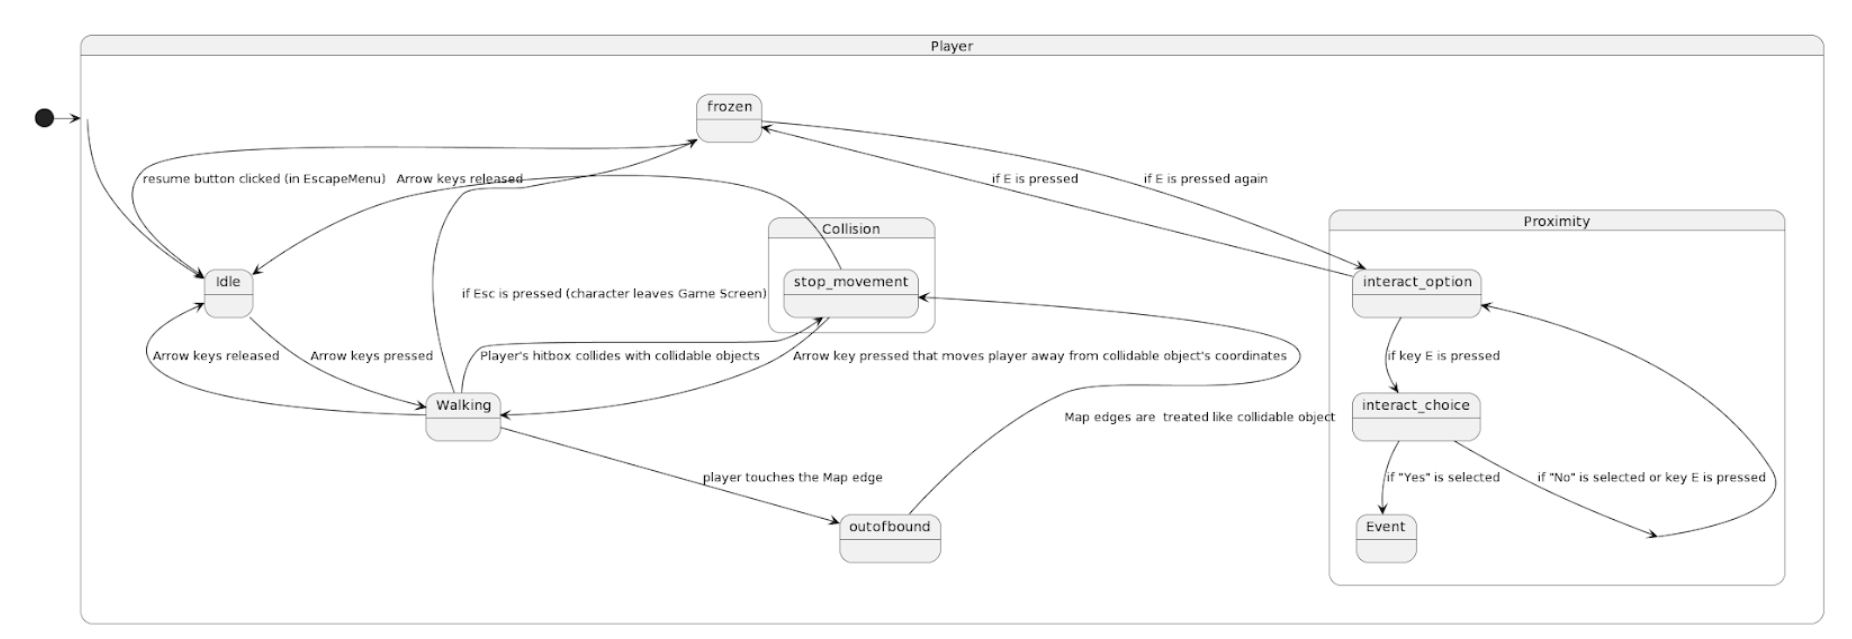 Player
frozen
resume button clicked (in EscapeMenu)
Arrow keys released
if E is pressed
if E is pressed again
Collision
Proximity
Idle
stop_movement
interact_option
if Esc is pressed (character leaves Game Screen)
Arrow keys released
Arrow keys pressed
Player's hitbox collides with collidable objects
Arrow key pressed that moves player away from collidable object's coordinates
if key E is pressed
Walking
interact_choice
Map edges are  treated like collidable object
player touches the Map edge
if "Yes" is selected
if "No" is selected or key E is pressed
outofbound
Event